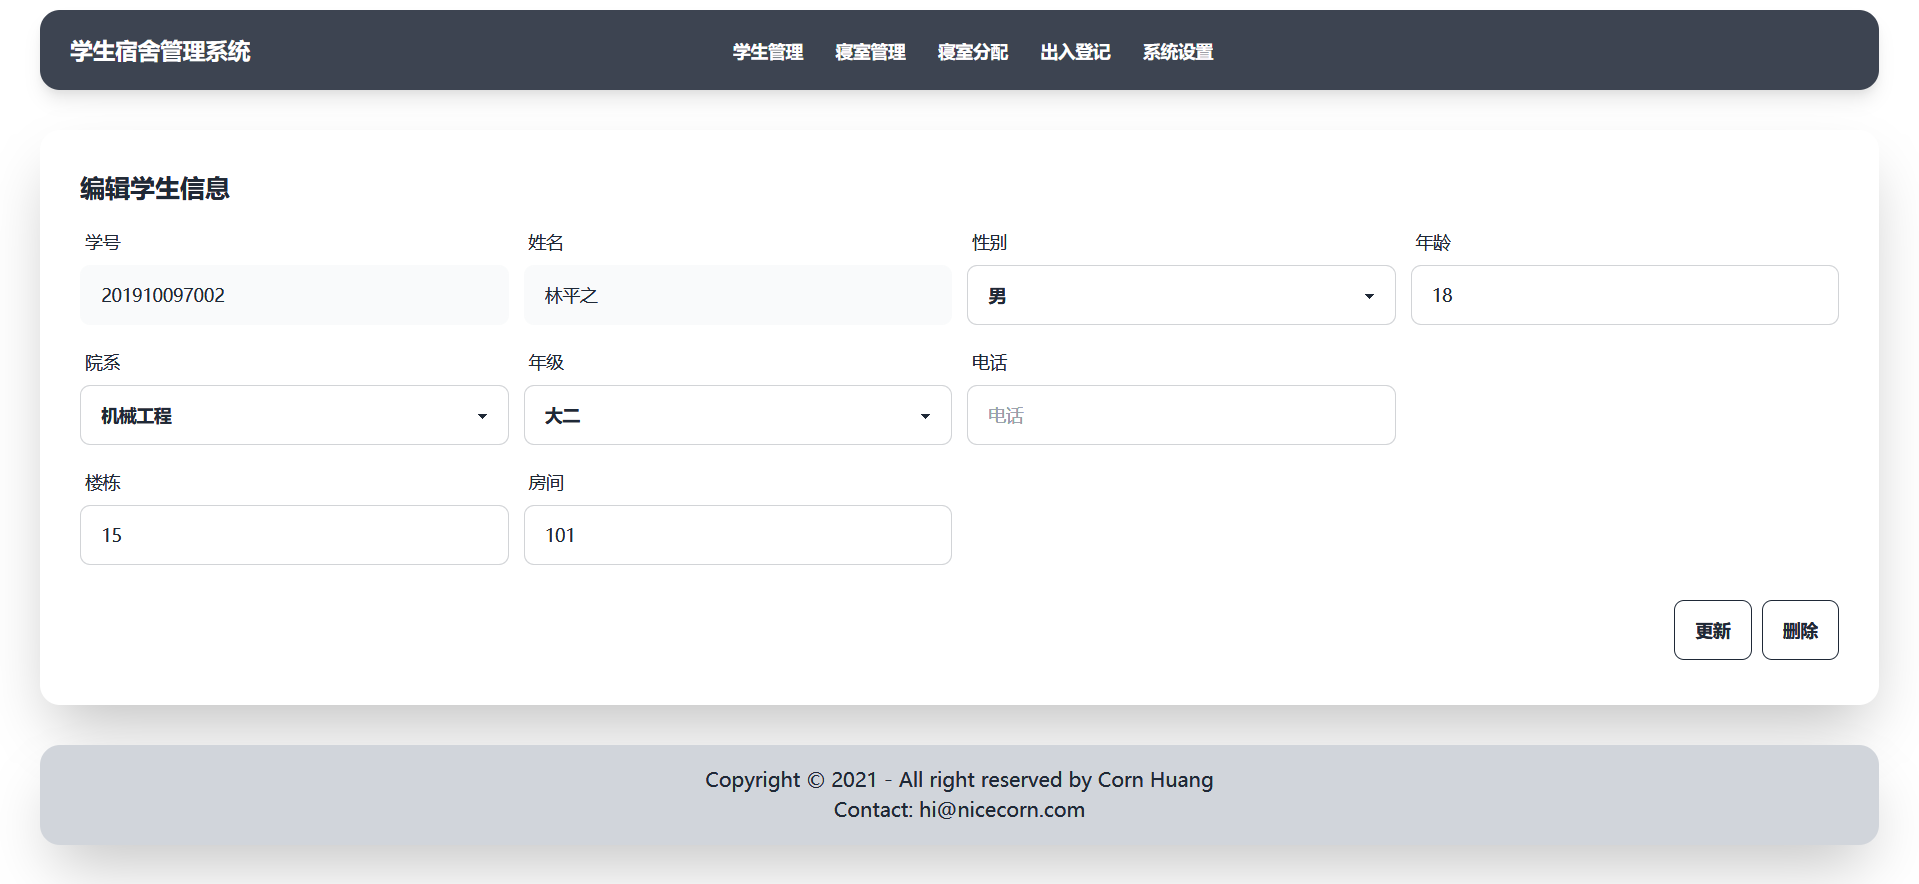 学生宿舍管理系统
学生管理 寝室管理 寝室分配 出入登记 系统设置
编辑学生信息
学号 姓名 性别 年龄
201910097002 林平之 男 18
院系 年级 电话
机械工程 大二 电话
楼栋 房间
15 101
更新 删除
Copyright © 2021 - All right reserved by Corn Huang
Contact: hi@nicecorn.com